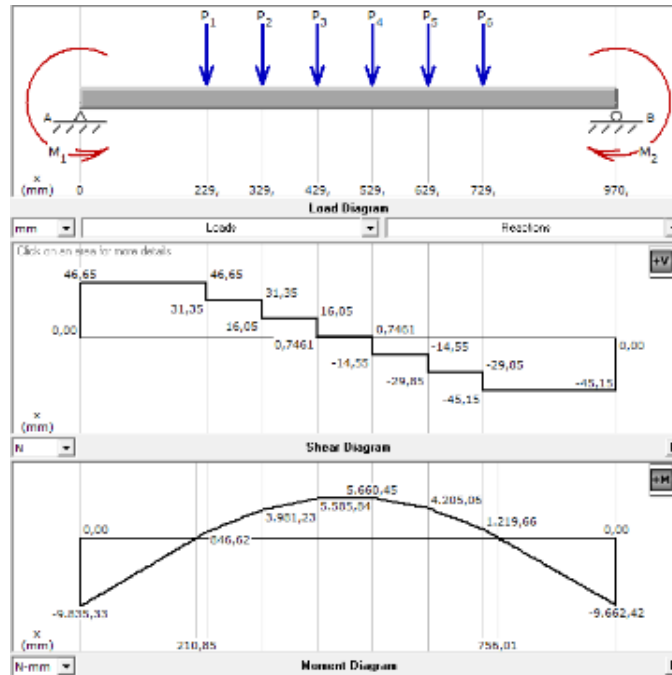 P1 P2 P3 P4 P5 P6
A B
M1 M2
x
(mm) 0 229, 329, 429, 529, 629, 729, 970,
Load Diagram
mm Loads Reactions
Click on an area for more details
+V
46,65 46,65
31,35 31,35
16,05 16,05
0,00 0,7461 0,7461 0,00
-14,55 -14,55
-29,85 -29,85
-45,15 -45,15
x
(mm)
N Shear Diagram
+M
5.660,45
5.585,84 4.205,05
3.981,23 1.219,66
0,00 846,62 0,00
-9.835,33 -9.662,42
x
(mm) 210,85 756,01
N-mm Moment Diagram